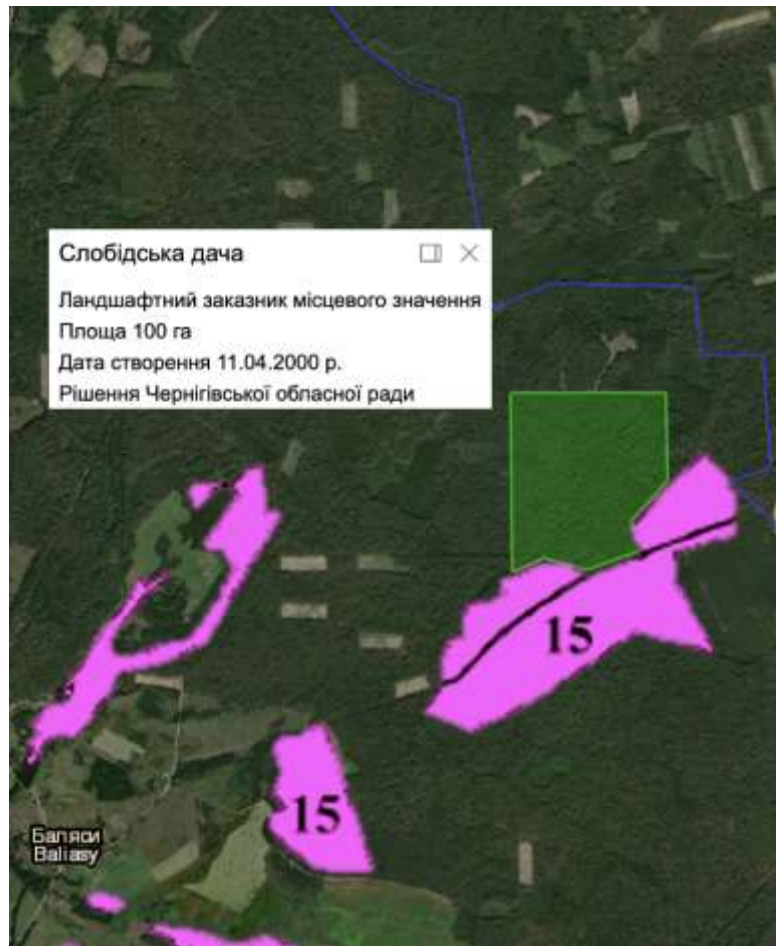 Слобідська дача
Ландшафтний заказник місцевого значення
Площа 100 га
Дата створення 11.04.2000 р.
Рішення Чернігівської обласної ради
15
15
Баляси
Baliasy